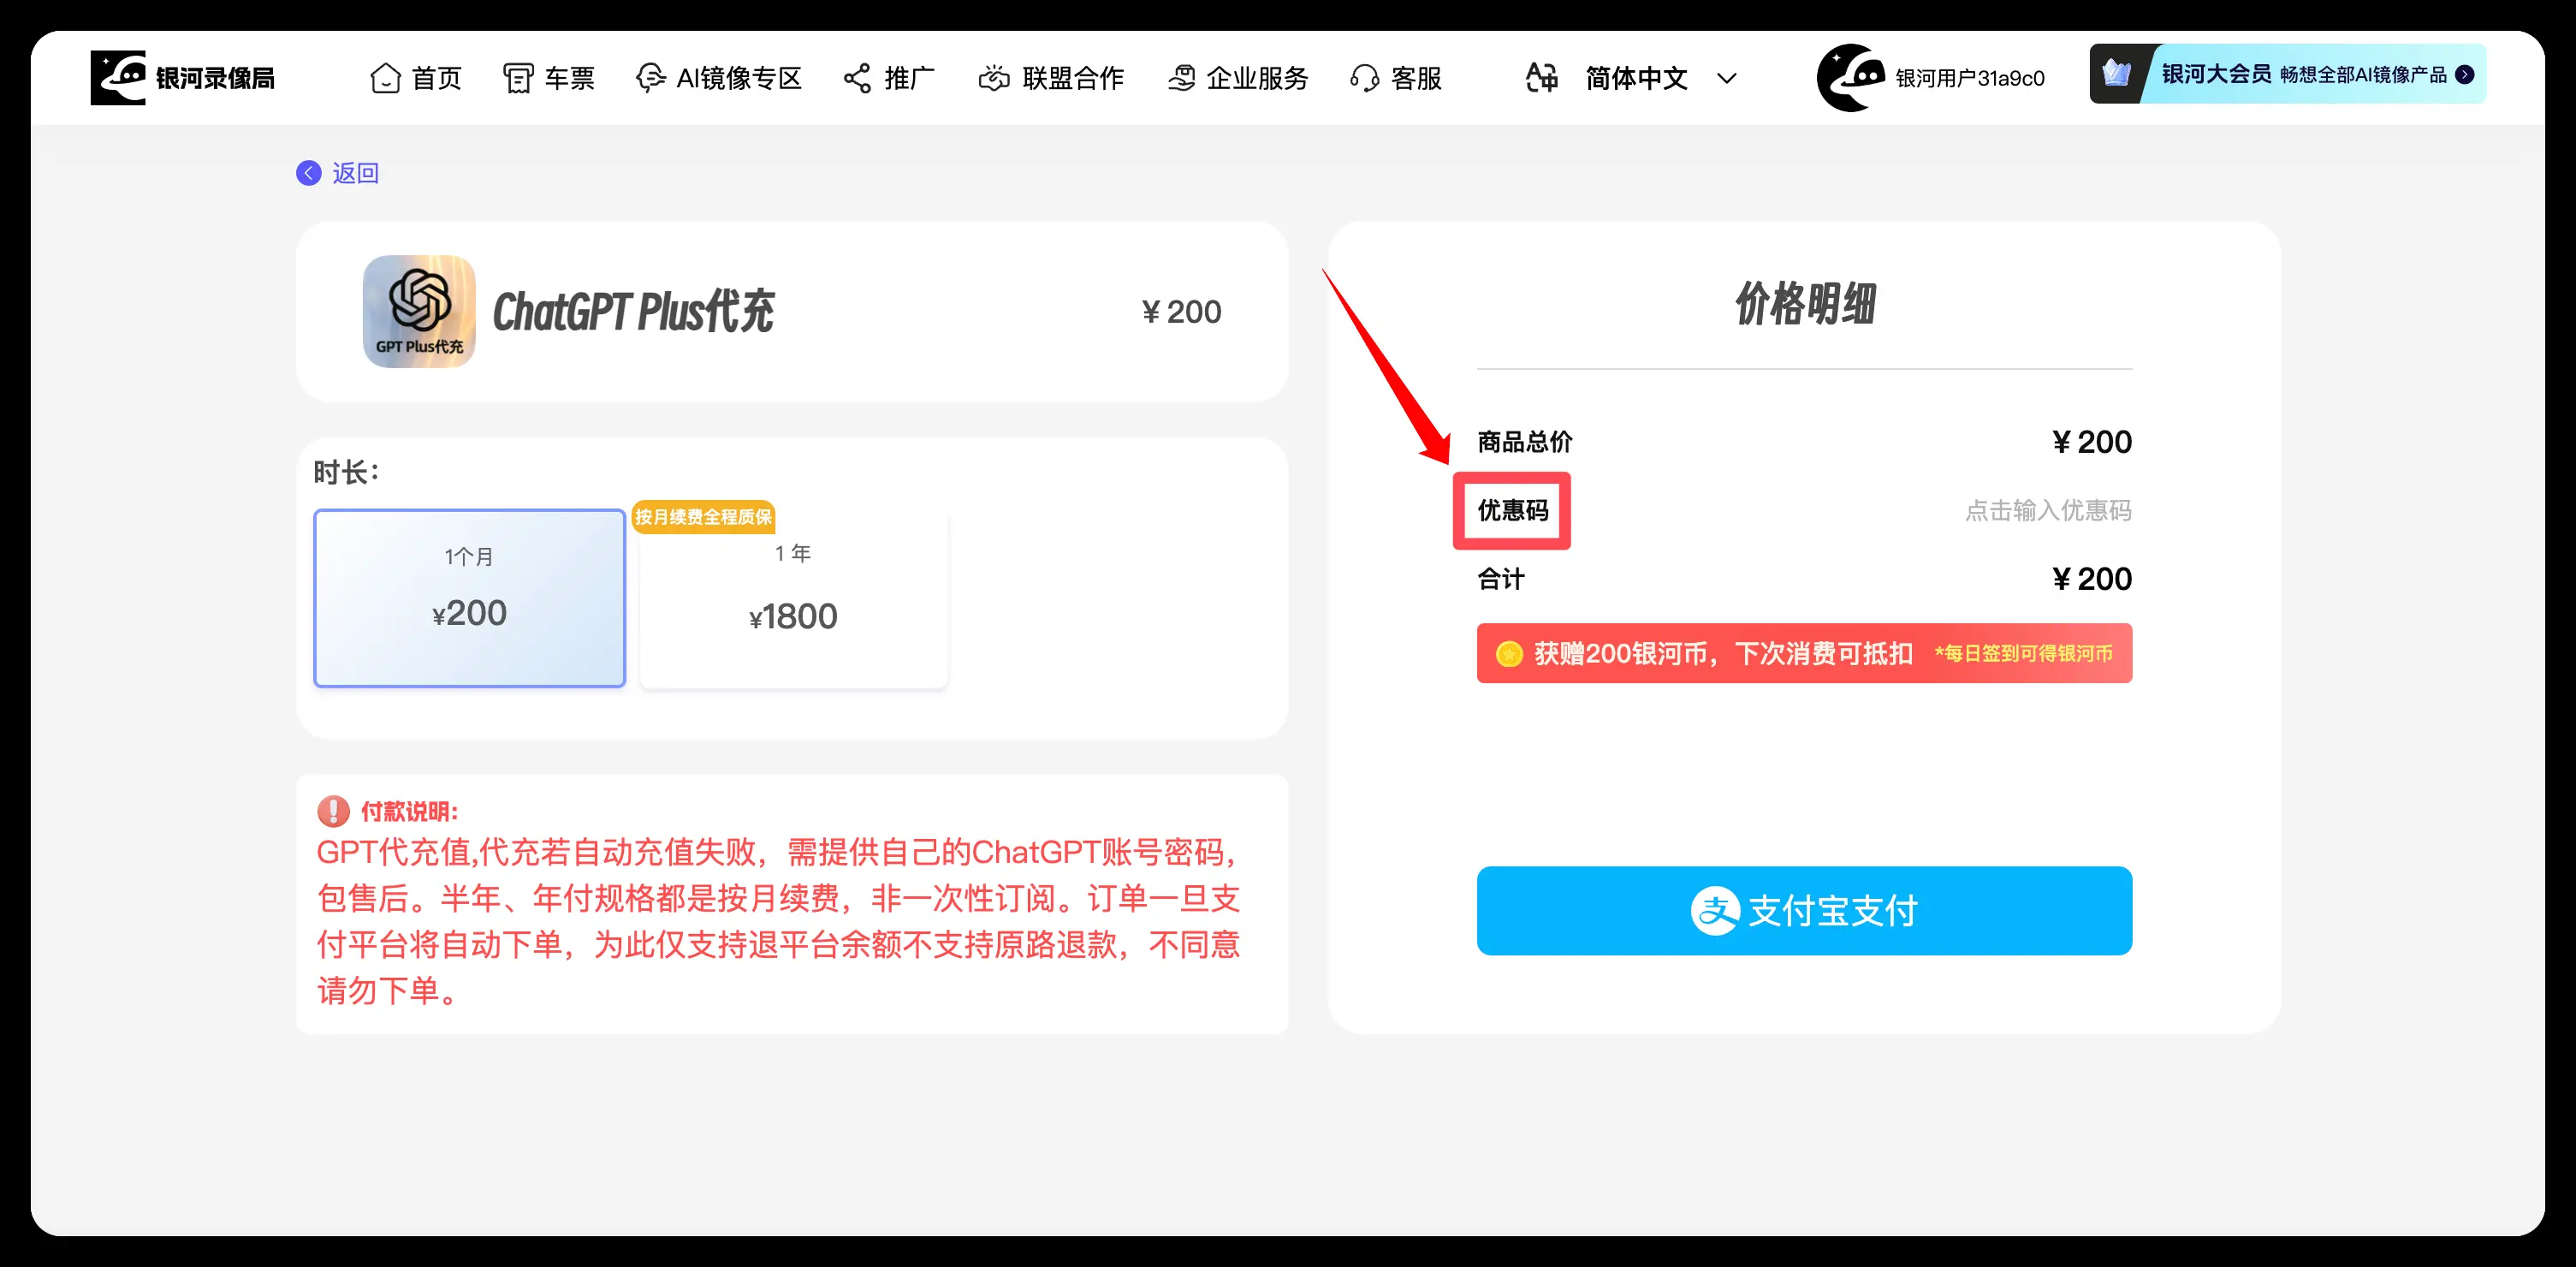 银河录像局
首页
车票
AI镜像专区
推广
联盟合作
企业服务
客服
简体中文
银河用户31a9c0
银河大会员 畅想全部AI镜像产品
返回
GPT Plus代充
ChatGPT Plus代充
¥ 200
时长：
1个月
¥200
按月续费全程质保
1 年
¥1800
付款说明:
GPT代充值,代充若自动充值失败，需提供自己的ChatGPT账号密码，
包售后。半年、年付规格都是按月续费，非一次性订阅。订单一旦支
付平台将自动下单，为此仅支持退平台余额不支持原路退款，不同意
请勿下单。
价格明细
商品总价 ¥ 200
优惠码 点击输入优惠码
合计 ¥ 200
获赠200银河币，下次消费可抵扣 *每日签到可得银河币
支付宝支付